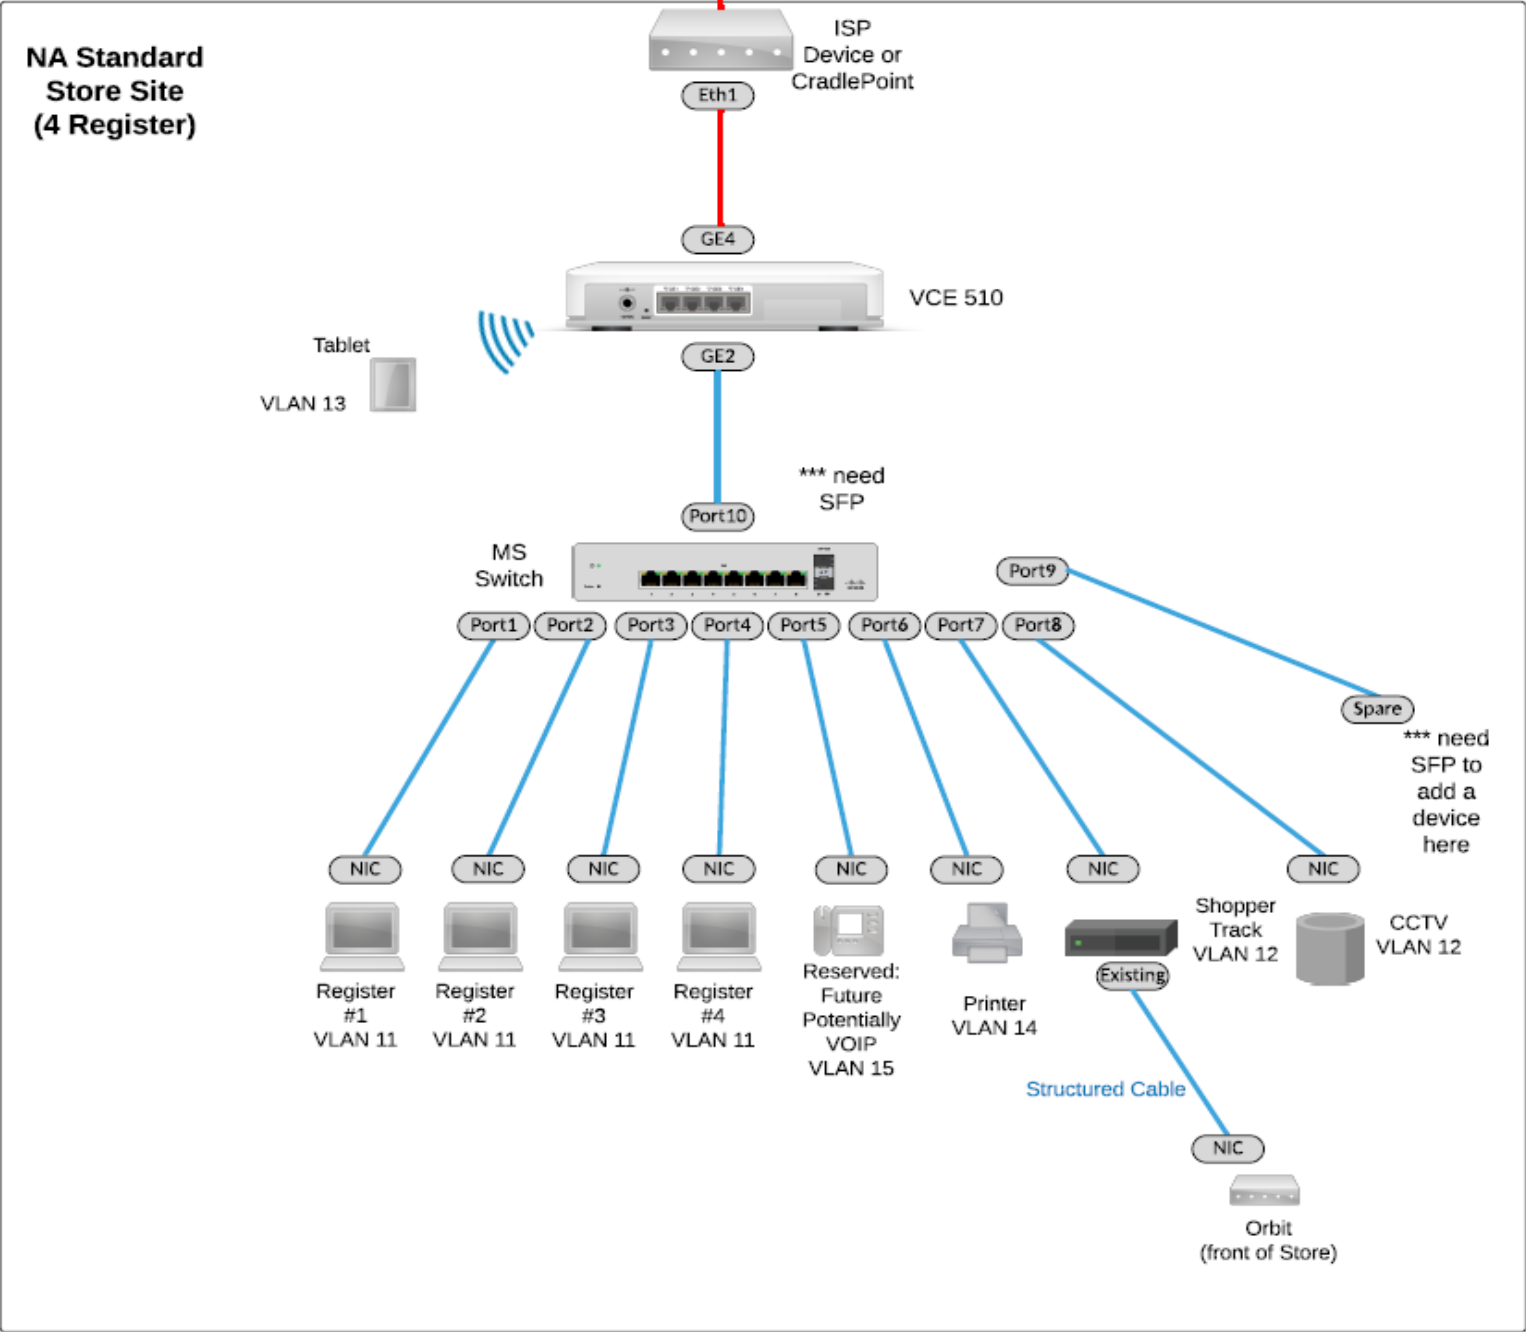 NA Standard
Store Site
(4 Register)
ISP
Device or
CradlePoint
Eth1
GE4
VCE 510
GE2
Tablet
VLAN 13
*** need
SFP
Port10
MS
Switch
Port9
Port1
Port2
Port3
Port4
Port5
Port6
Port7
Port8
Spare
*** need
SFP to
add a
device
here
NIC
NIC
NIC
NIC
NIC
NIC
NIC
NIC
Register
#1
VLAN 11
Register
#2
VLAN 11
Register
#3
VLAN 11
Register
#4
VLAN 11
Reserved:
Future
Potentially
VOIP
VLAN 15
Printer
VLAN 14
Shopper
Track
VLAN 12
Existing
CCTV
VLAN 12
Structured Cable
NIC
Orbit
(front of Store)